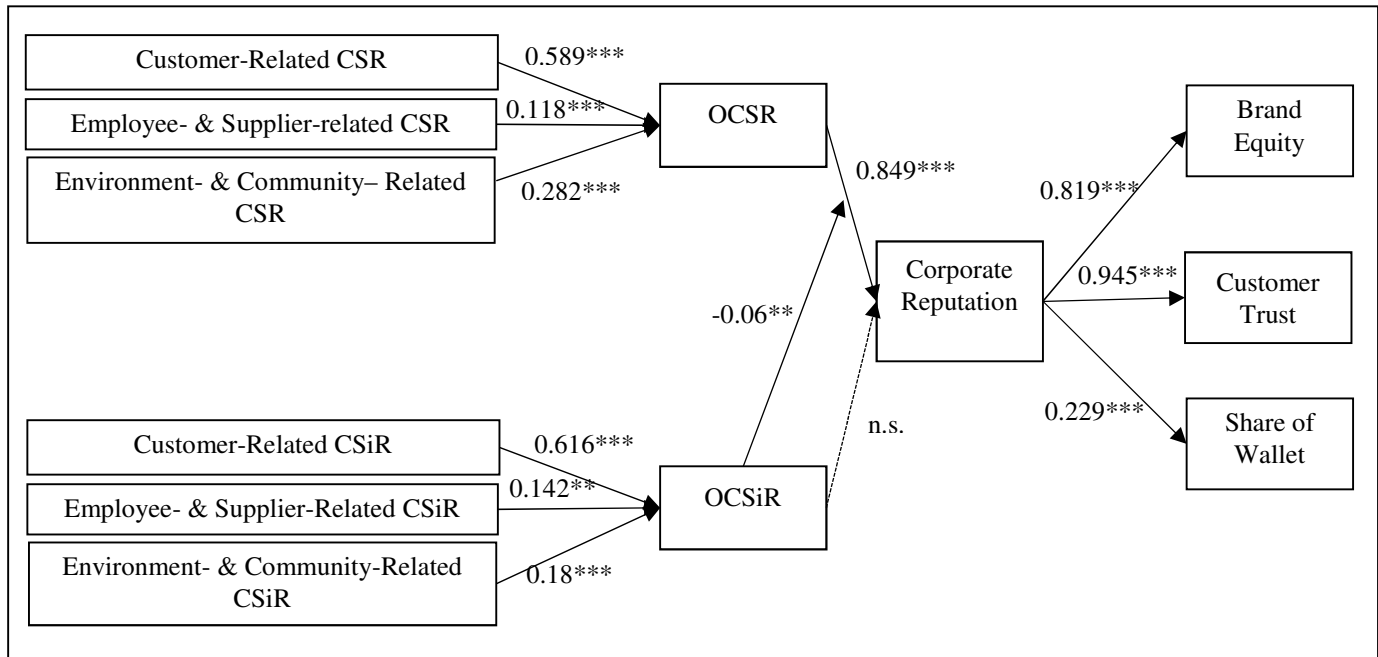 Customer-Related CSR
0.589***
Employee- & Supplier-related CSR
0.118***
Environment- & Community– Related
CSR
0.282***
OCSR
0.849***
Brand
Equity
0.819***
Corporate
Reputation
0.945***
Customer
Trust
-0.06**
0.229***
Share of
Wallet
n.s.
Customer-Related CSiR
0.616***
Employee- & Supplier-Related CSiR
0.142**
Environment- & Community-Related
CSiR
0.18***
OCSiR